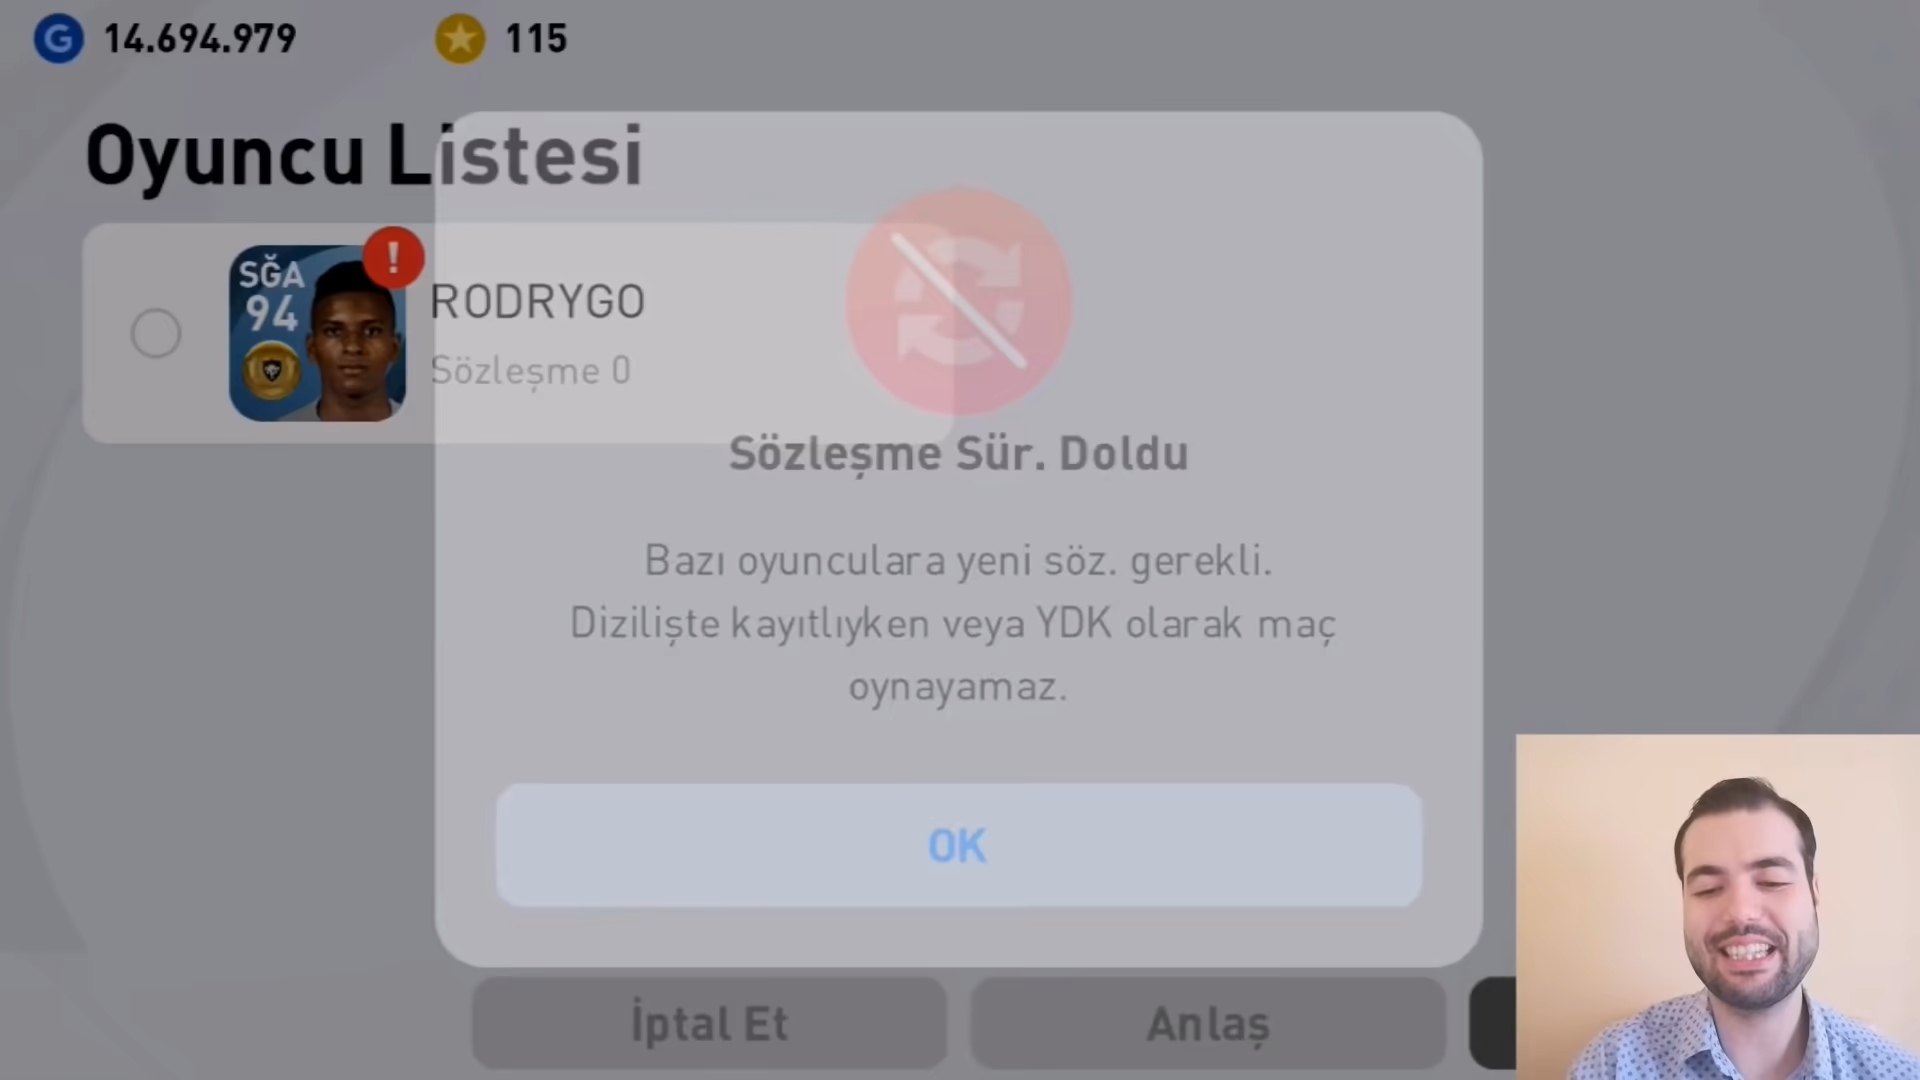 G 14.694.979 115
Oyuncu Listesi
SĞA
94
!
RODRYGO
Sözleşme 0
Sözleşme Sür. Doldu
Bazı oyunculara yeni söz. gerekli.
Dizilişte kayıtlıyken veya YDK olarak maç
oynayamaz.
OK
İptal Et
Anlaş